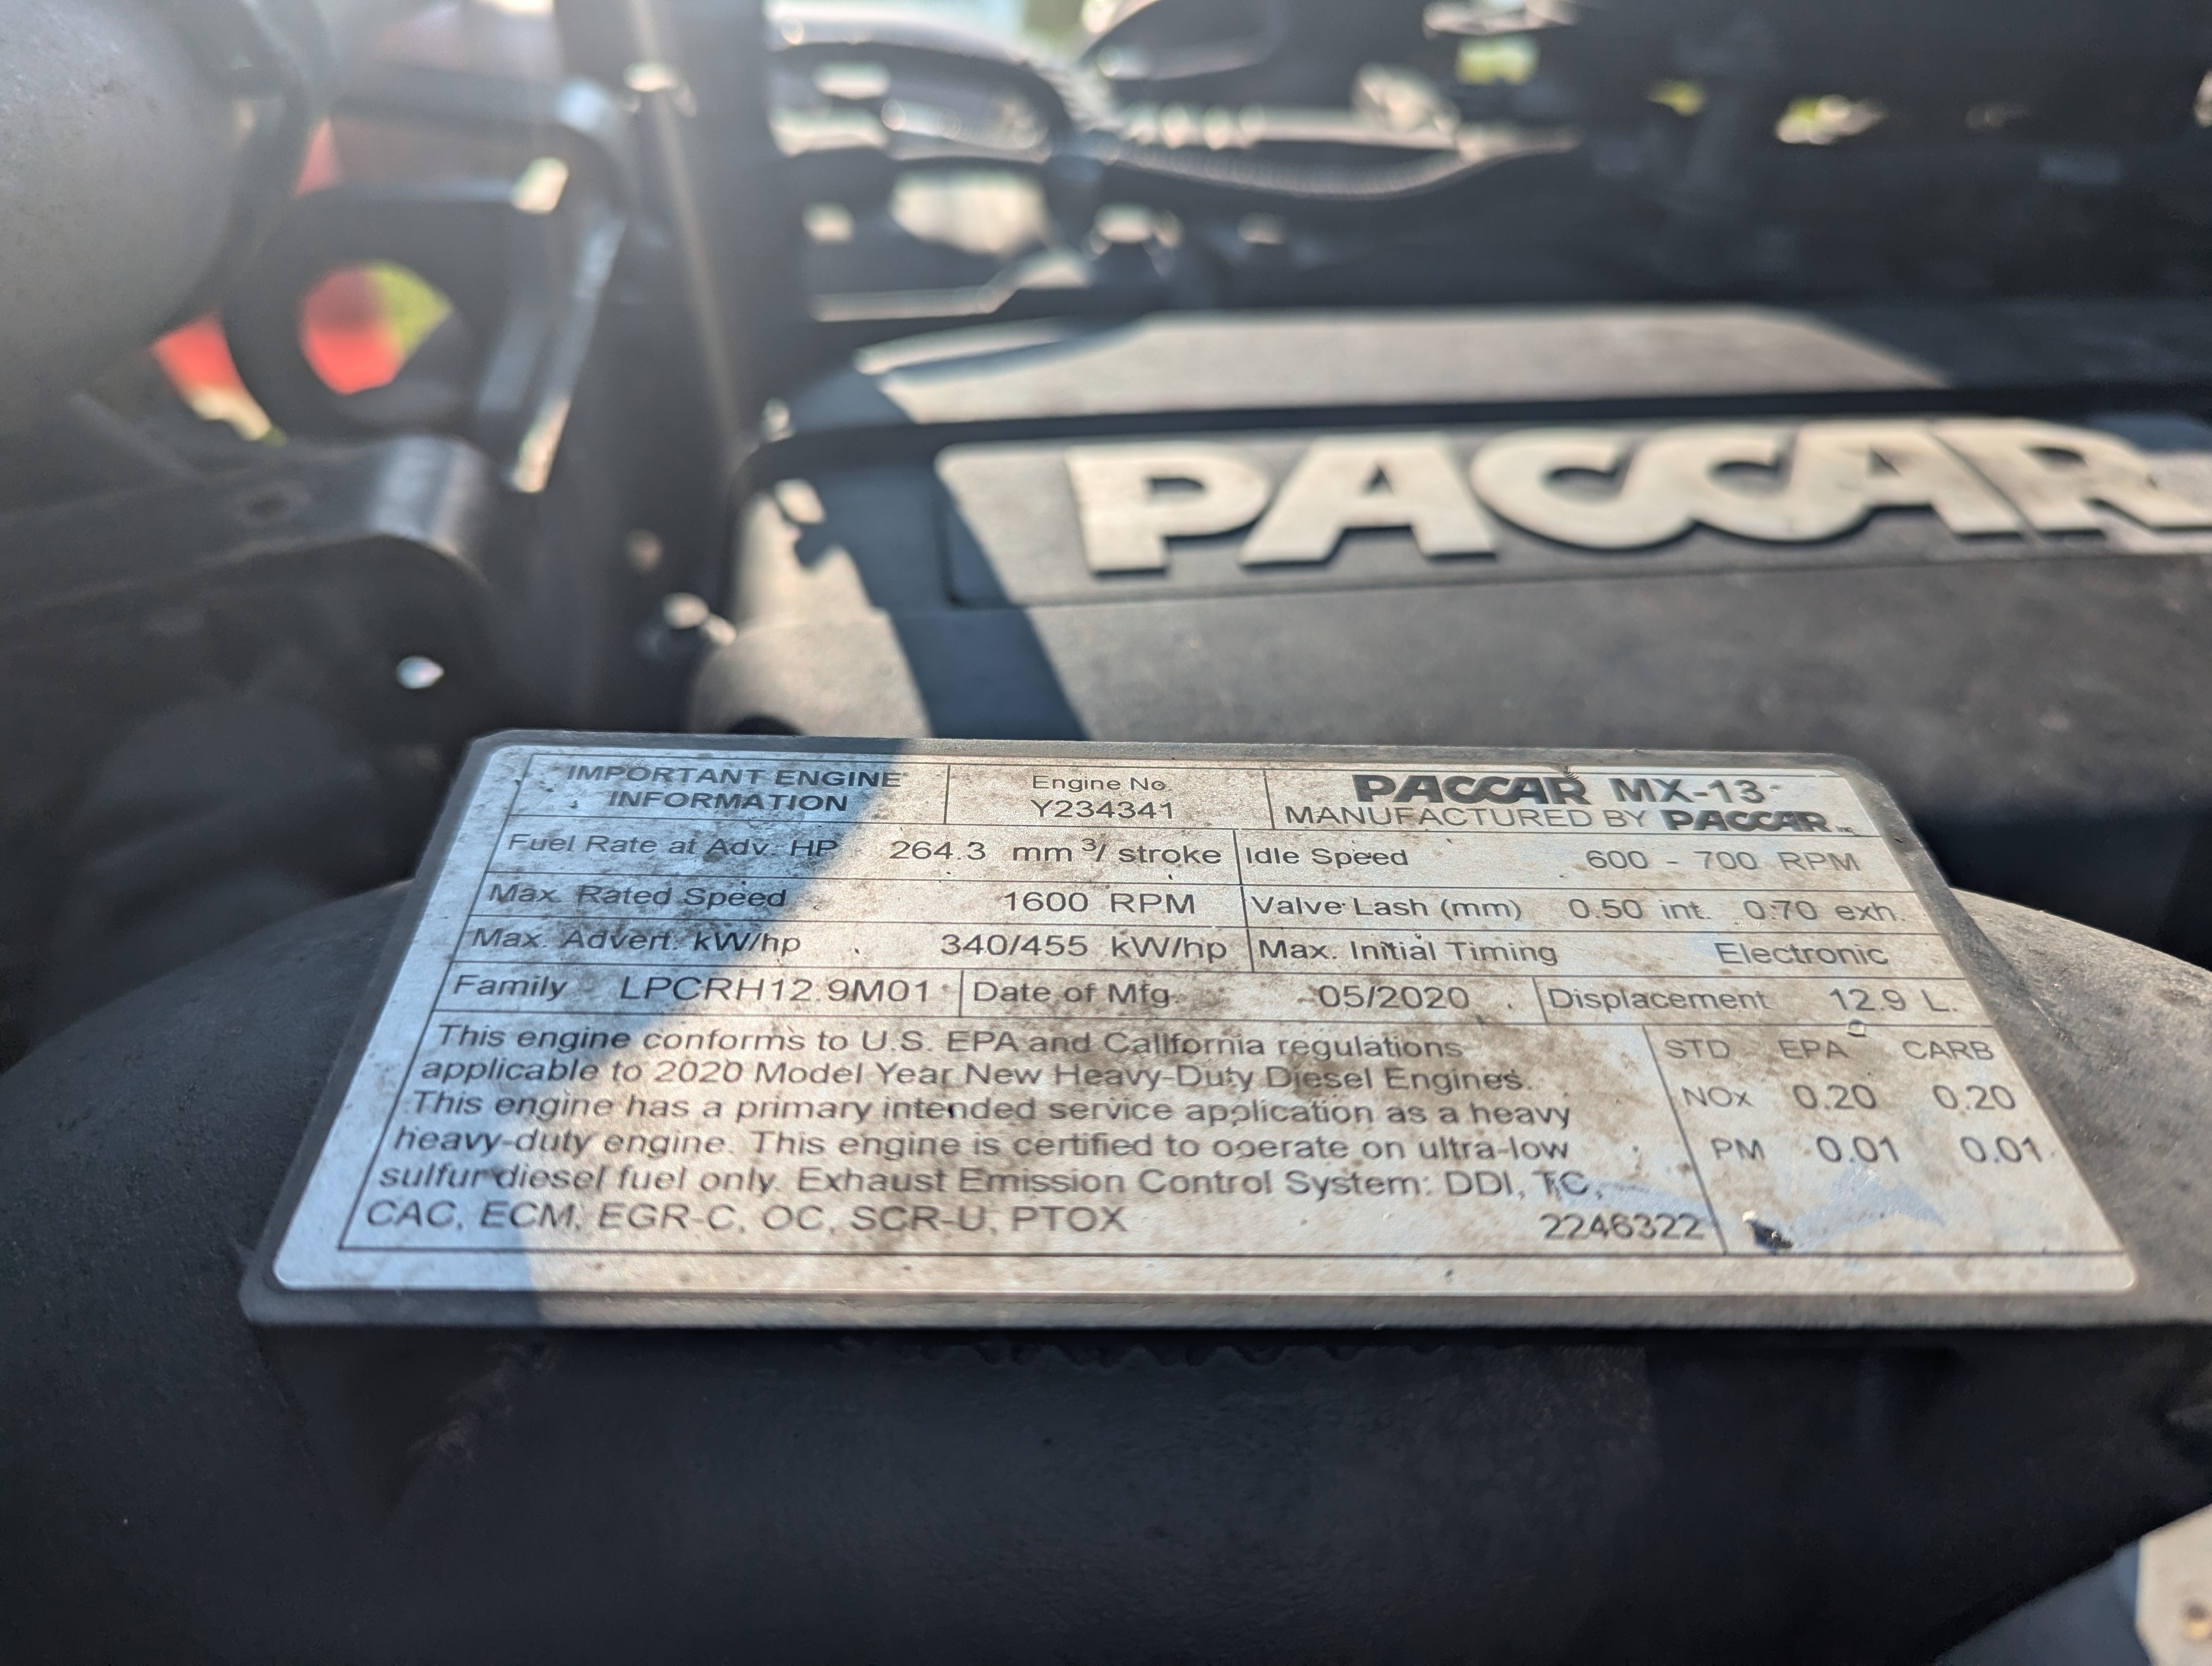 PACCAR
IMPORTANT ENGINE
INFORMATION
Engine No.
Y234341
PACCAR MX-13
MANUFACTURED BY PACCAR
Fuel Rate at Adv. HP 264.3 mm³/ stroke
Idle Speed 600 - 700 RPM
Max. Rated Speed 1600 RPM
Valve Lash (mm) 0.50 int. 0.70 exh.
Max. Advert. kW/hp 340/455 kW/hp
Max. Initial Timing Electronic
Family LPCRH12.9M01
Date of Mfg. 05/2020
Displacement 12.9 L.
This engine conforms to U.S. EPA and California regulations
applicable to 2020 Model Year New Heavy-Duty Diesel Engines.
This engine has a primary intended service application as a heavy
heavy-duty engine. This engine is certified to operate on ultra-low
sulfur diesel fuel only. Exhaust Emission Control System: DDI, TC,
CAC, ECM, EGR-C, OC, SCR-U, PTOX
2246322
STD EPA CARB
NOx 0.20 0.20
PM 0.01 0.01